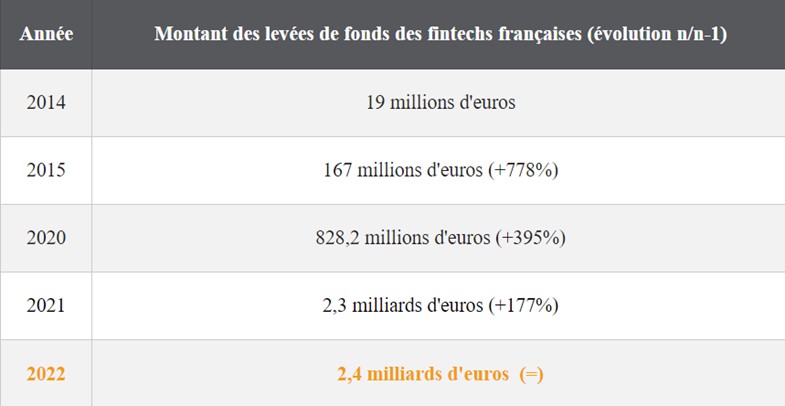 Année Montant des levées de fonds des fintechs françaises (évolution n/n-1)
2014 19 millions d'euros
2015 167 millions d'euros (+778%)
2020 828,2 millions d'euros (+395%)
2021 2,3 milliards d'euros (+177%)
2022 2,4 milliards d'euros (=)